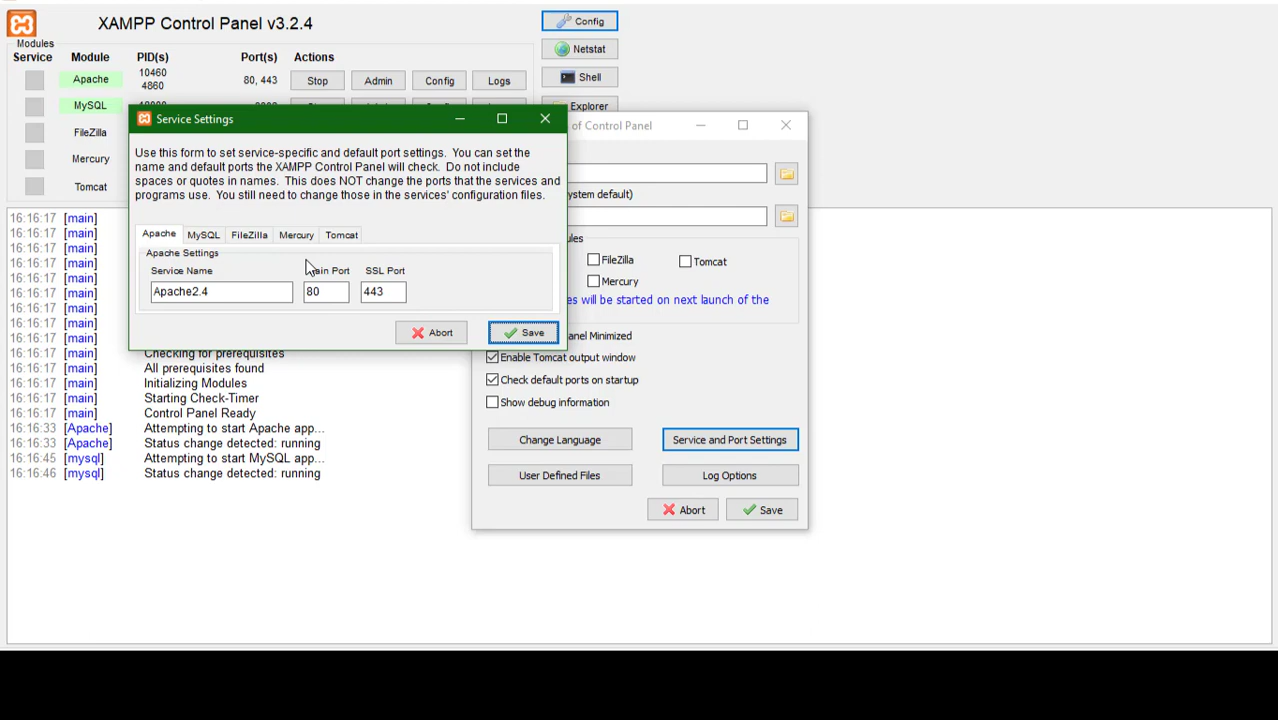 XAMPP Control Panel v3.2.4
Config
Modules
Service Module PID(s) Port(s) Actions
Netstat
Apache 10460 4860 80, 443 Stop Admin Config Logs
Shell
MySQL
Explorer
FileZilla
Mercury
Tomcat
Service Settings
Use this form to set service-specific and default port settings. You can set the
name and default ports the XAMPP Control Panel will check. Do not include
spaces or quotes in names. This does NOT change the ports that the services and
programs use. You still need to change those in the services' configuration files.
Apache MySQL FileZilla Mercury Tomcat
Apache Settings
Service Name Port SSL Port
Apache2.4 80 443
Abort Save
of Control Panel
default)
FileZilla Tomcat
Mercury
will be started on next launch of the
Minimized
Enable Tomcat output window
Check default ports on startup
Show debug information
Change Language Service and Port Settings
User Defined Files Log Options
Abort Save
16:16:17 [main]
16:16:17 [main]
16:16:17 [main]
16:16:17 [main]
16:16:17 [main]
16:16:17 [main]
16:16:17 [main]
16:16:17 [main]
16:16:17 [main]
16:16:17 [main] Checking for prerequisites
16:16:17 [main] All prerequisites found
16:16:17 [main] Initializing Modules
16:16:17 [main] Starting Check-Timer
16:16:17 [main] Control Panel Ready
16:16:33 [Apache] Attempting to start Apache app...
16:16:33 [Apache] Status change detected: running
16:16:45 [mysql] Attempting to start MySQL app...
16:16:46 [mysql] Status change detected: running